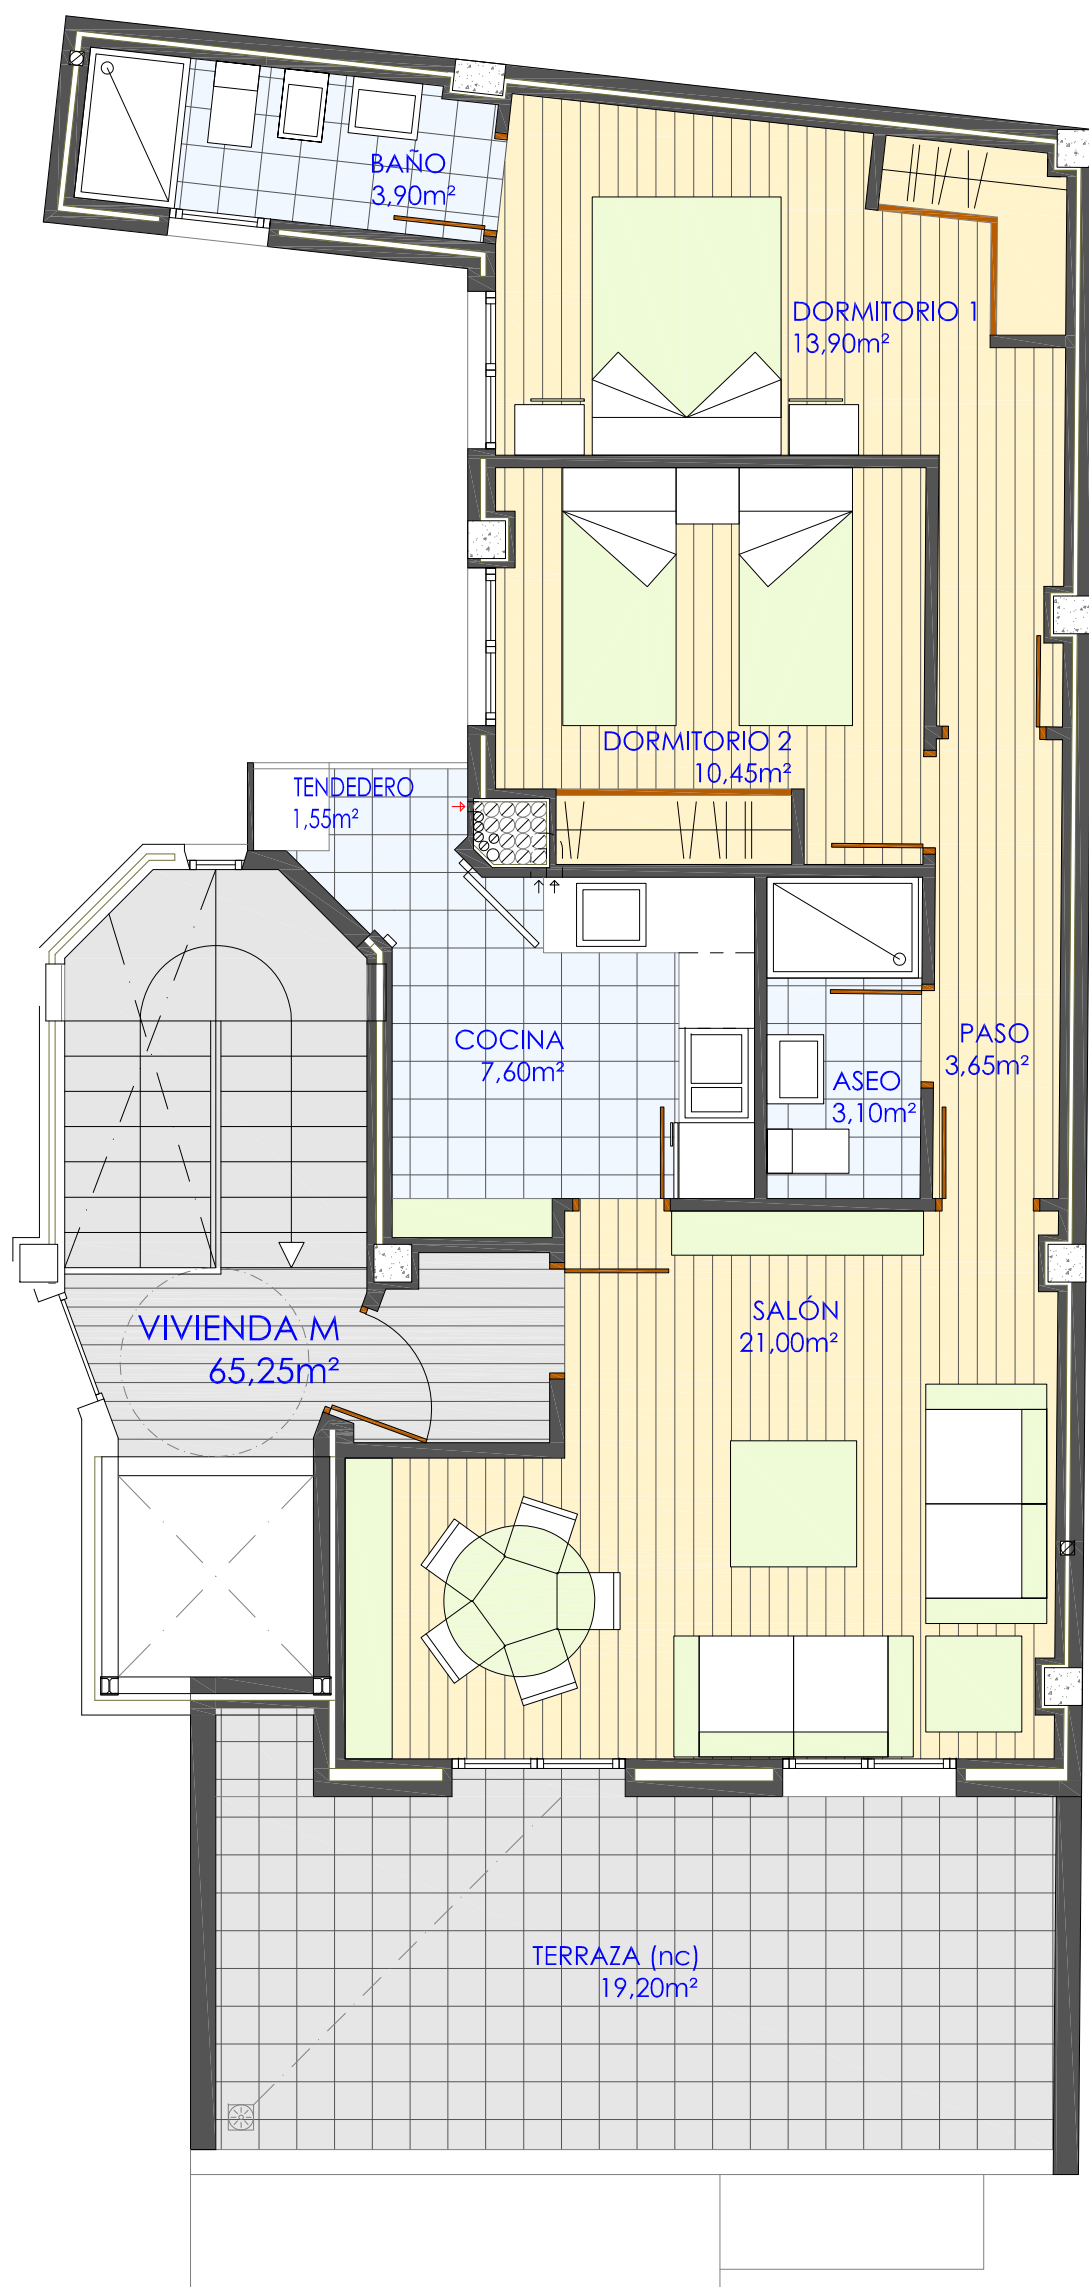 BAÑO
3,90m²
DORMITORIO 1
13,90m²
DORMITORIO 2
10,45m²
TENDEDERO
1,55m²
COCINA
7,60m²
PASO
3,65m²
ASEO
3,10m²
SALÓN
21,00m²
VIVIENDA M
65,25m²
TERRAZA (nc)
19,20m²